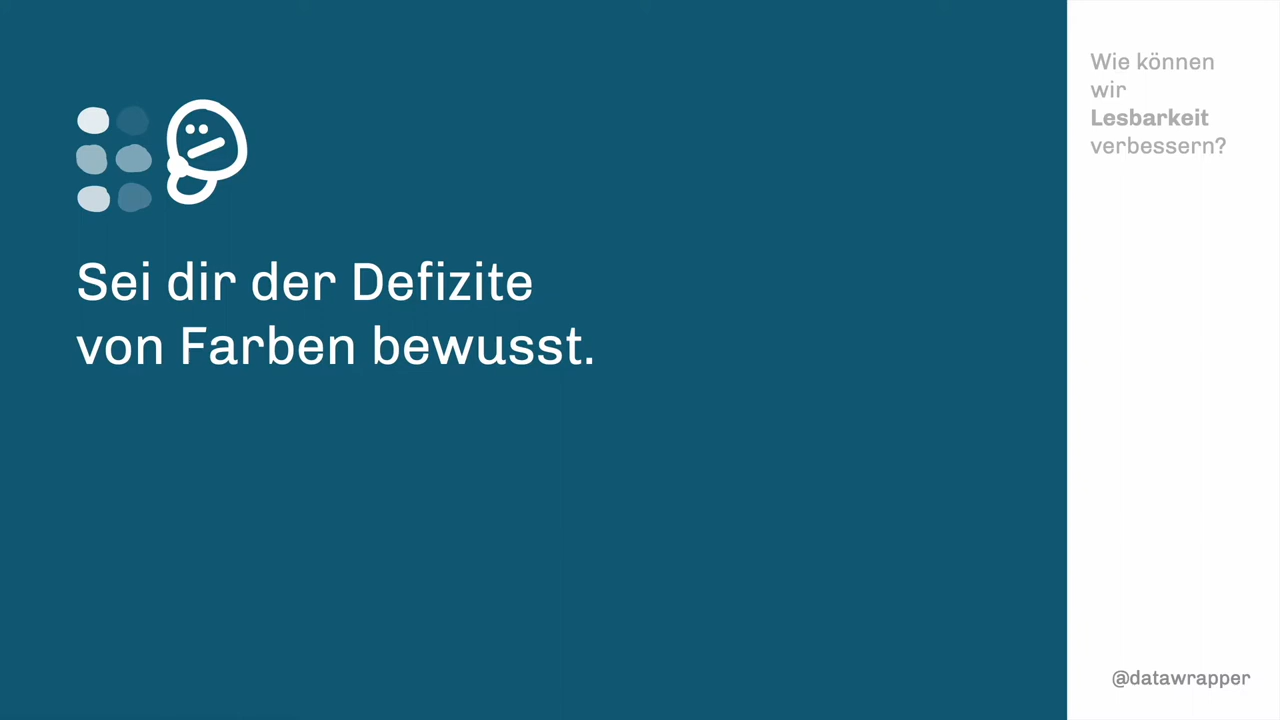 Sei dir der Defizite
von Farben bewusst.
Wie können
wir
Lesbarkeit
verbessern?
@datawrapper